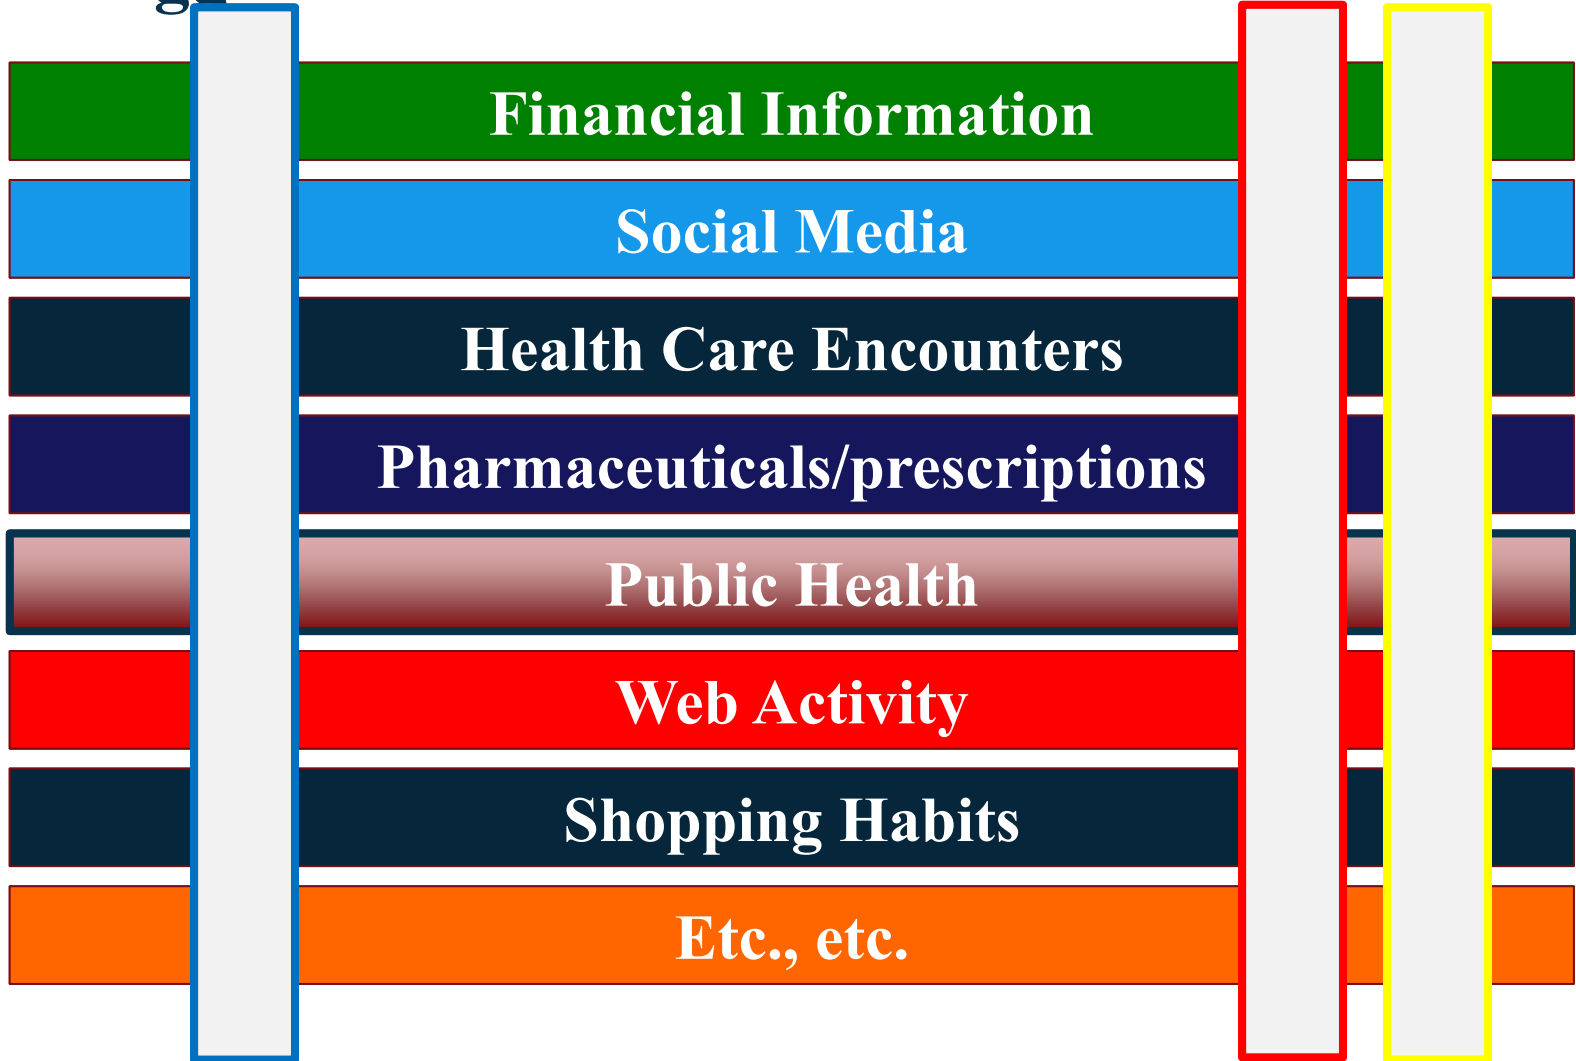 Financial Information
Social Media
Health Care Encounters
Pharmaceuticals/prescriptions
Public Health
Web Activity
Shopping Habits
Etc., etc.